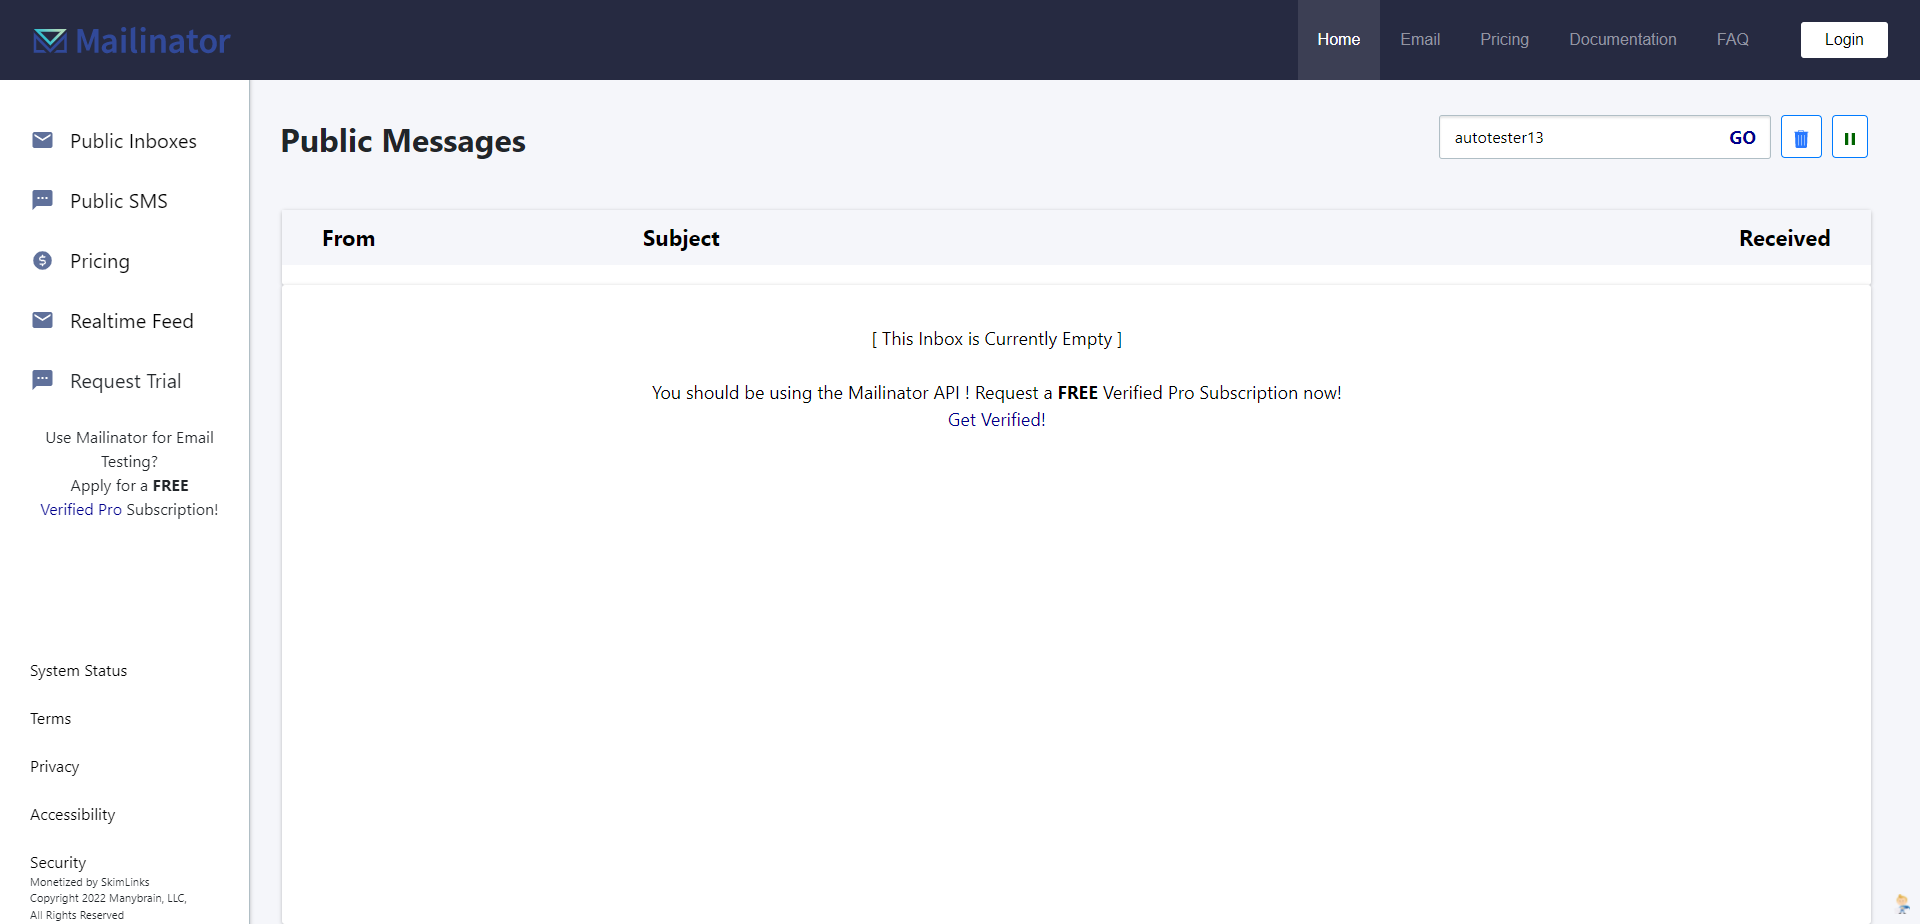 Mailinator
Home
Email
Pricing
Documentation
FAQ
Login
Public Inboxes
Public SMS
Pricing
Realtime Feed
Request Trial
Use Mailinator for Email
Testing?
Apply for a FREE
Verified Pro Subscription!
System Status
Terms
Privacy
Accessibility
Security
Monetized by SkimLinks
Copyright 2022 Manybrain, LLC,
All Rights Reserved
Public Messages
autotester13
GO
From
Subject
Received
[ This Inbox is Currently Empty ]
You should be using the Mailinator API ! Request a FREE Verified Pro Subscription now!
Get Verified!